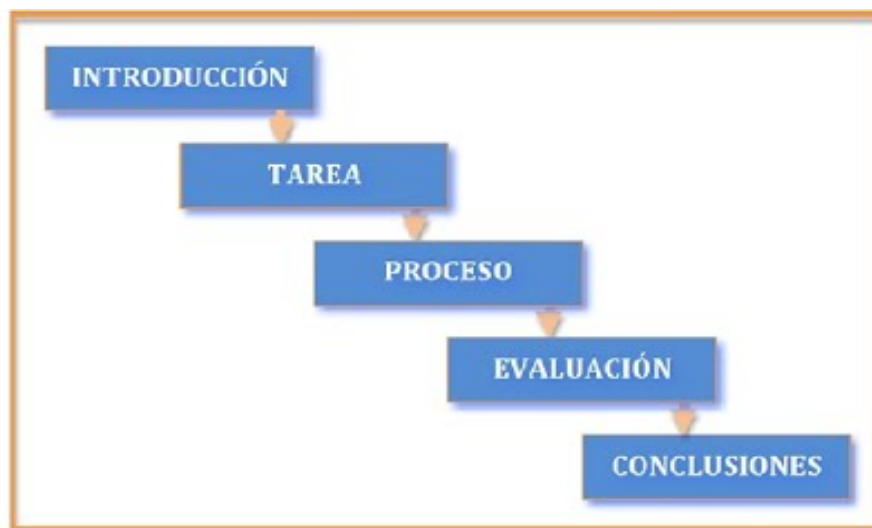 INTRODUCCIÓN
TAREA
PROCESO
EVALUACIÓN
CONCLUSIONES